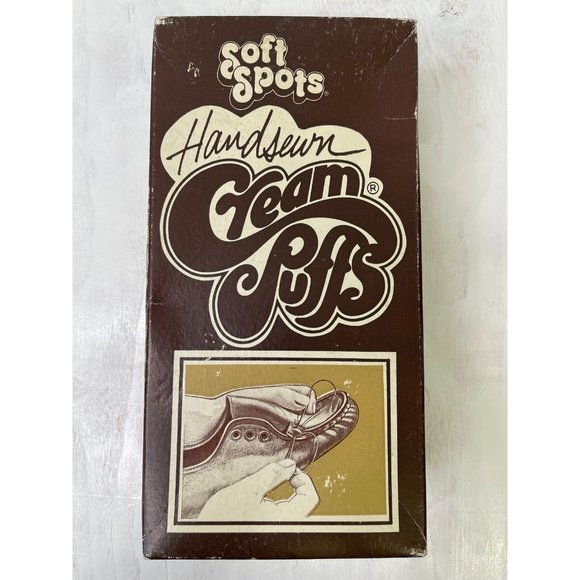 Soft
Spots®
Handsewn
Cream®
Puffs